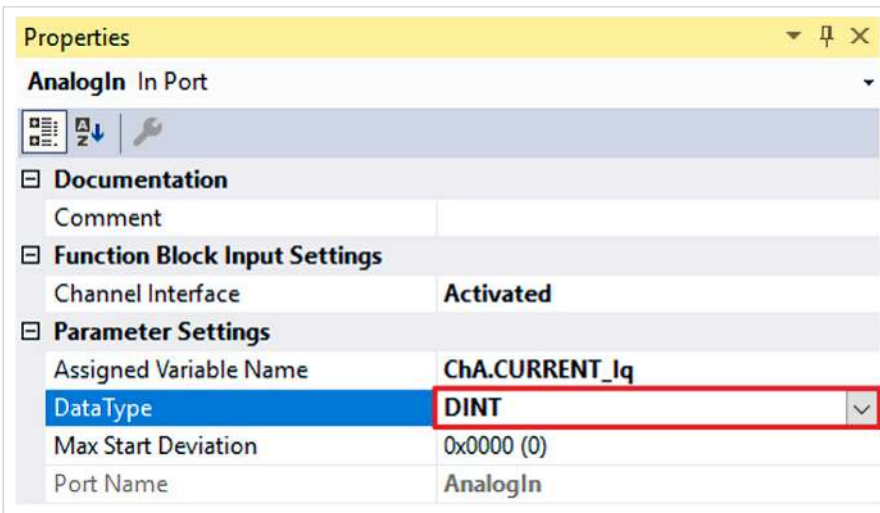 Properties
AnalogIn In Port
Documentation
Comment
Function Block Input Settings
Channel Interface Activated
Parameter Settings
Assigned Variable Name ChA.CURRENT_Iq
DataType DINT
Max Start Deviation 0x0000 (0)
Port Name AnalogIn